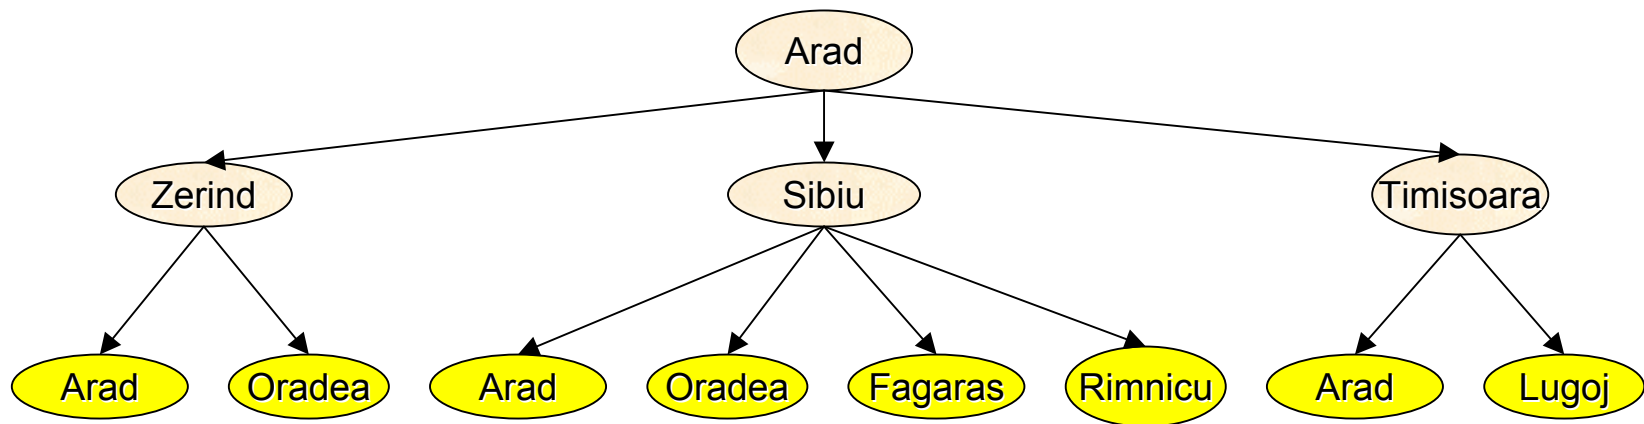 Arad
Zerind
Sibiu
Timisoara
Arad
Oradea
Arad
Oradea
Fagaras
Rimnicu
Arad
Lugoj